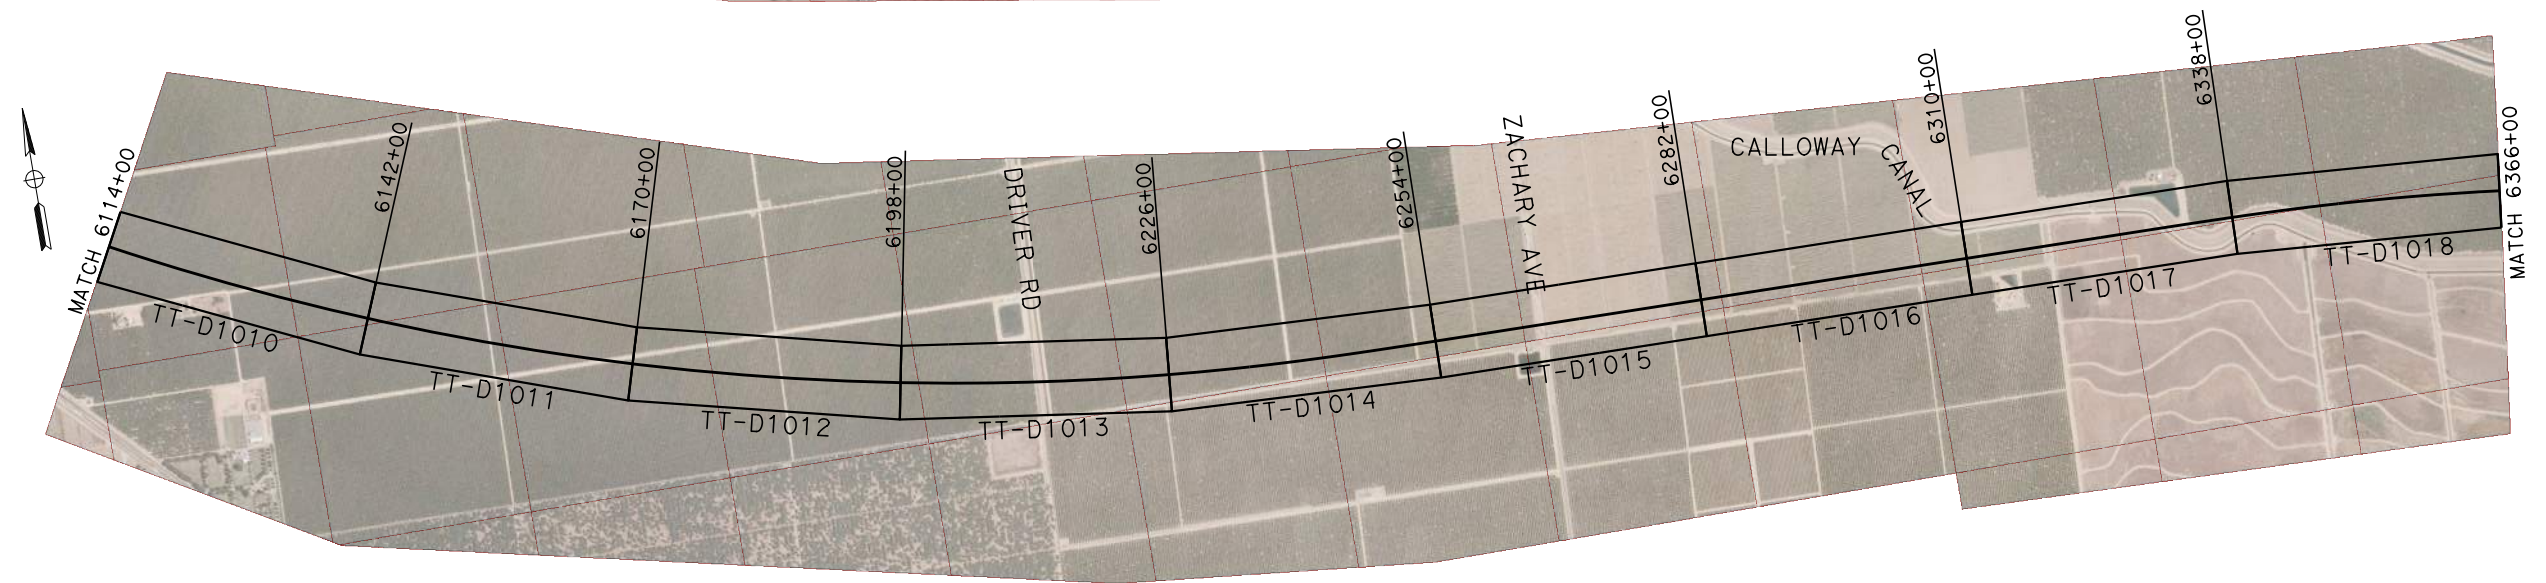 MATCH 6114+00
6142+00
6170+00
6198+00
DRIVER RD
6226+00
6254+00
ZACHARY AVE
6282+00
CALLOWAY
CANAL
6310+00
6338+00
MATCH 6366+00
TT-D1010
TT-D1011
TT-D1012
TT-D1013
TT-D1014
TT-D1015
TT-D1016
TT-D1017
TT-D1018